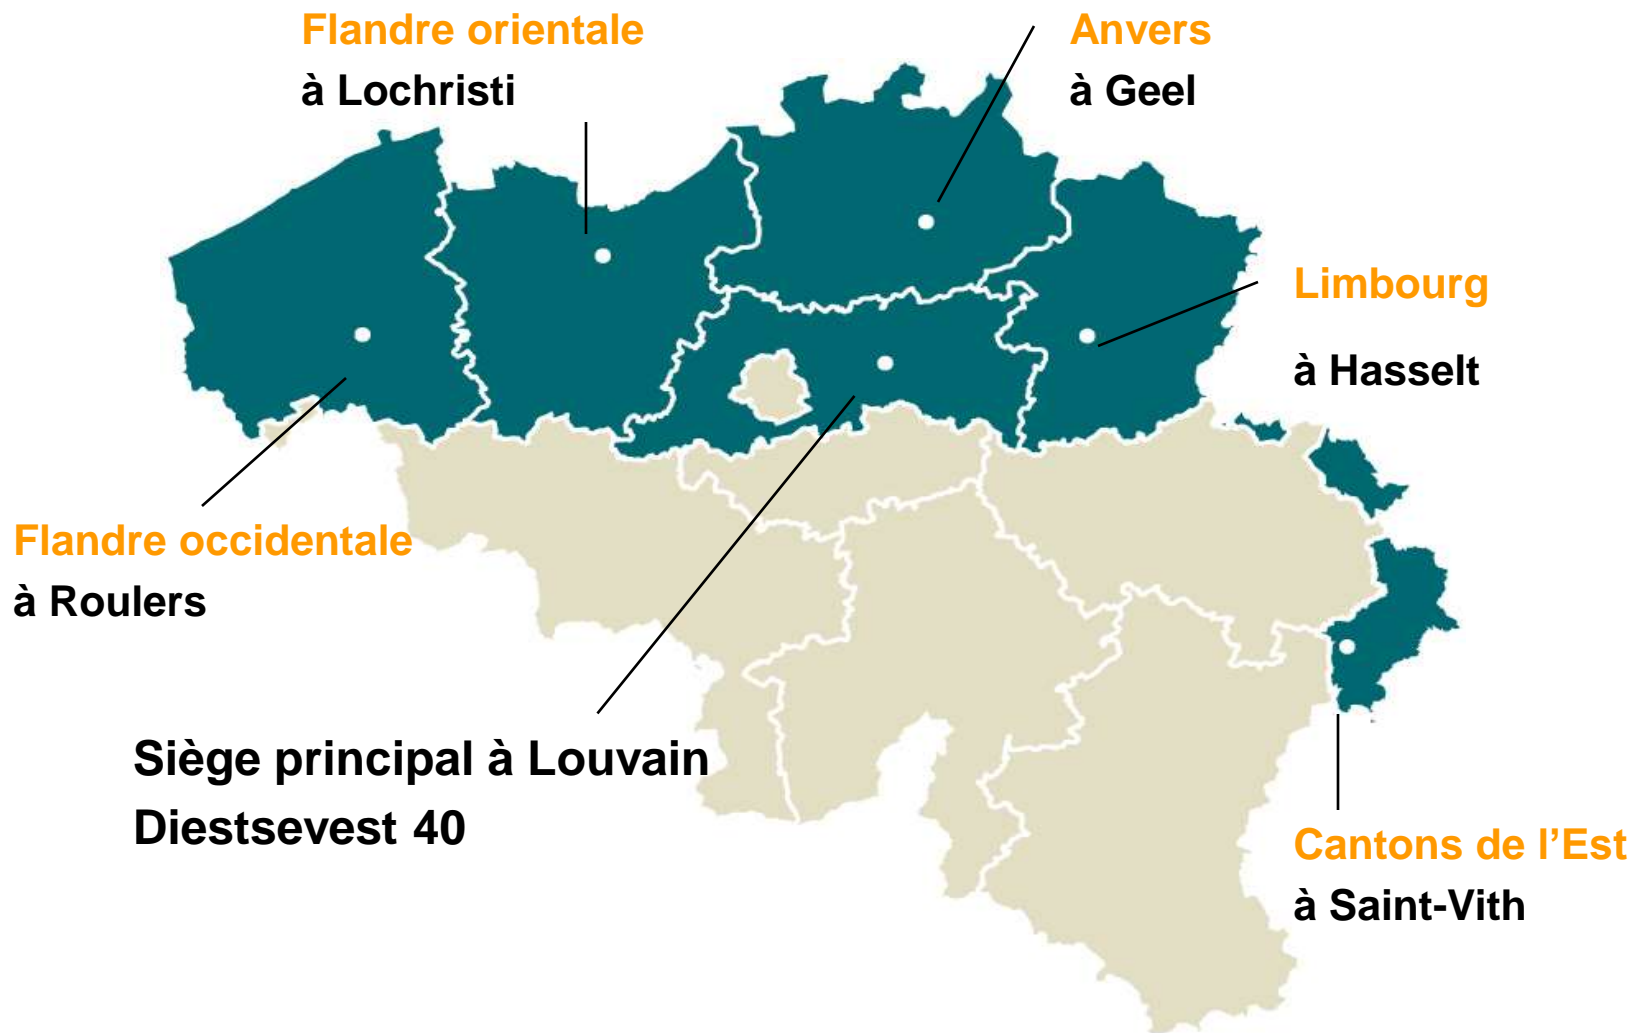 Flandre orientale
à Lochristi
Anvers
à Geel
Limbourg
à Hasselt
Flandre occidentale
à Roulers
Siège principal à Louvain
Diestsevest 40
Cantons de l’Est
à Saint-Vith